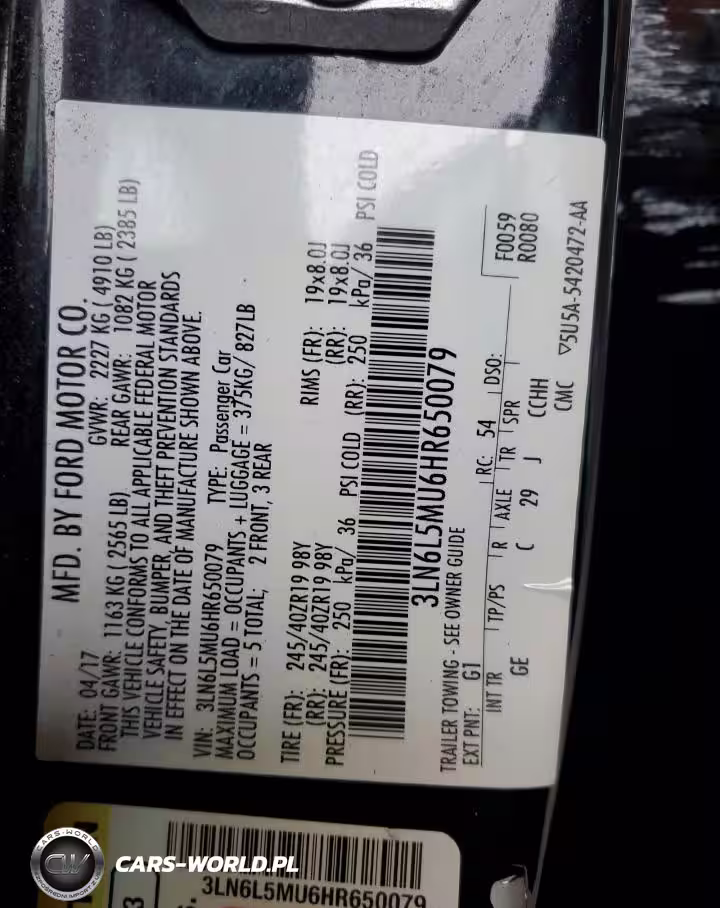 MFD. BY FORD MOTOR CO.
DATE: 04/17 GVWR: 2227 KG ( 4910 LB)
FRONT GAWR: 1163 KG ( 2565 LB) REAR GAWR: 1082 KG ( 2385 LB)
THIS VEHICLE CONFORMS TO ALL APPLICABLE FEDERAL MOTOR
VEHICLE SAFETY, BUMPER, AND THEFT PREVENTION STANDARDS
IN EFFECT ON THE DATE OF MANUFACTURE SHOWN ABOVE.
VIN: 3LN6L5MU6HR650079 TYPE: Passenger Car
MAXIMUM LOAD = OCCUPANTS + LUGGAGE = 375KG/ 827LB
OCCUPANTS = 5 TOTAL; 2 FRONT, 3 REAR
TIRE (FR): 245/40ZR19 98Y RIMS (FR): 19x8.0J
(RR): 245/40ZR19 98Y (RR): 19x8.0J
PRESSURE (FR): 250 kPa/ 36 PSI COLD (RR): 250 kPa/ 36 PSI COLD
3LN6L5MU6HR650079
TRAILER TOWING - SEE OWNER GUIDE
EXT PNT: G1 RC: 54 DSO: F0059
R0080
INT TR TP/PS R AXLE TR SPR
GE C 29 J CCHH
CMC ▽5U5A-5420472-AA
3LN6L5MU6HR650079
CARS-WORLD
CW
CARS-WORLD.PL